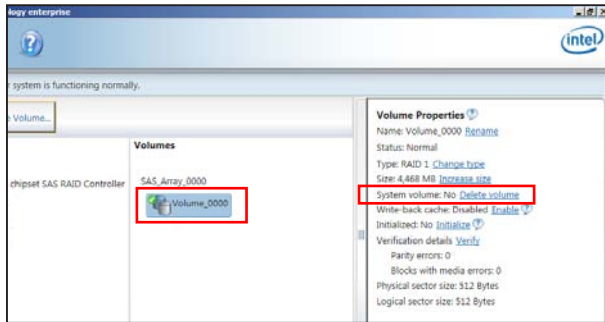 logy enterprise
intel
r system is functioning normally.
e Volume...
Volumes
chipset SAS RAID Controller
SAS_Array_0000
Volume_0000
Volume Properties
Name: Volume_0000 Rename
Status: Normal
Type: RAID 1 Change type
Size: 4,468 MB Increase size
System volume: No Delete volume
Write-back cache: Disabled Enable
Initialized: No Initialize
Verification details Verify
Parity errors: 0
Blocks with media errors: 0
Physical sector size: 512 Bytes
Logical sector size: 512 Bytes